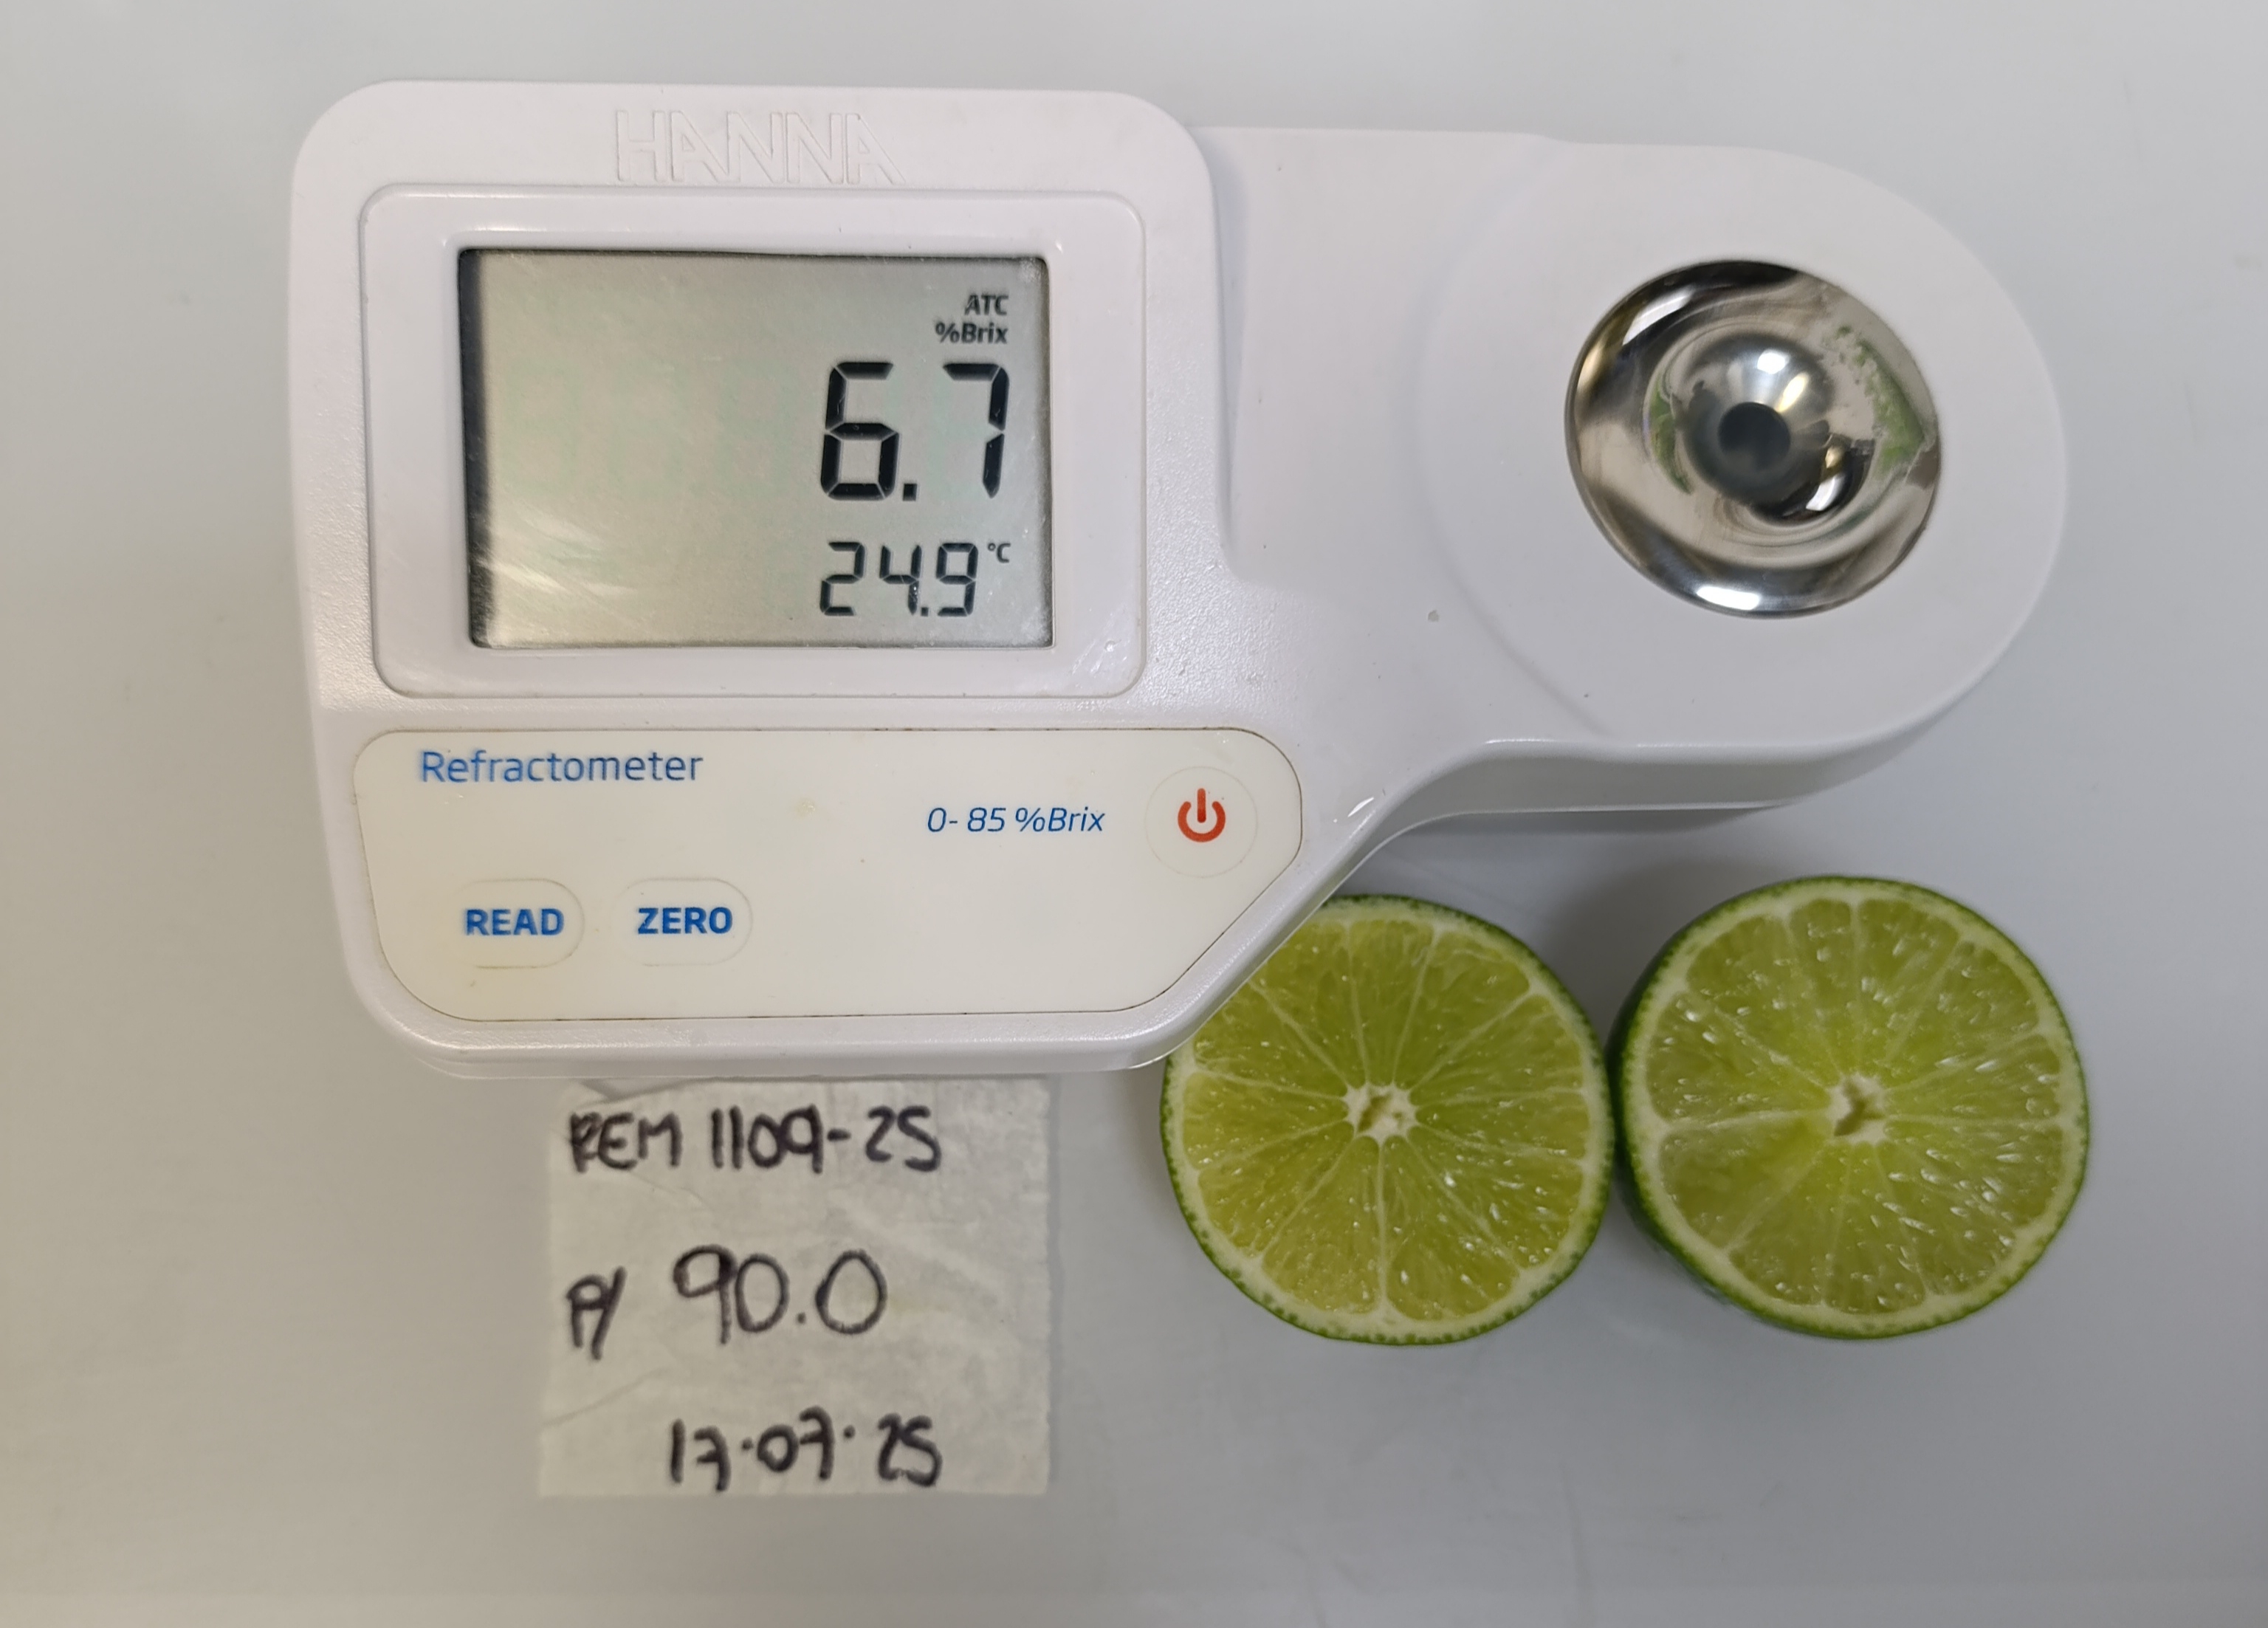 HANNA
ATC
%Brix
6.7
24.9 °C
Refractometer
0-85 %Brix
READ ZERO
REM 1109-25
P/ 90.0
17.07.25